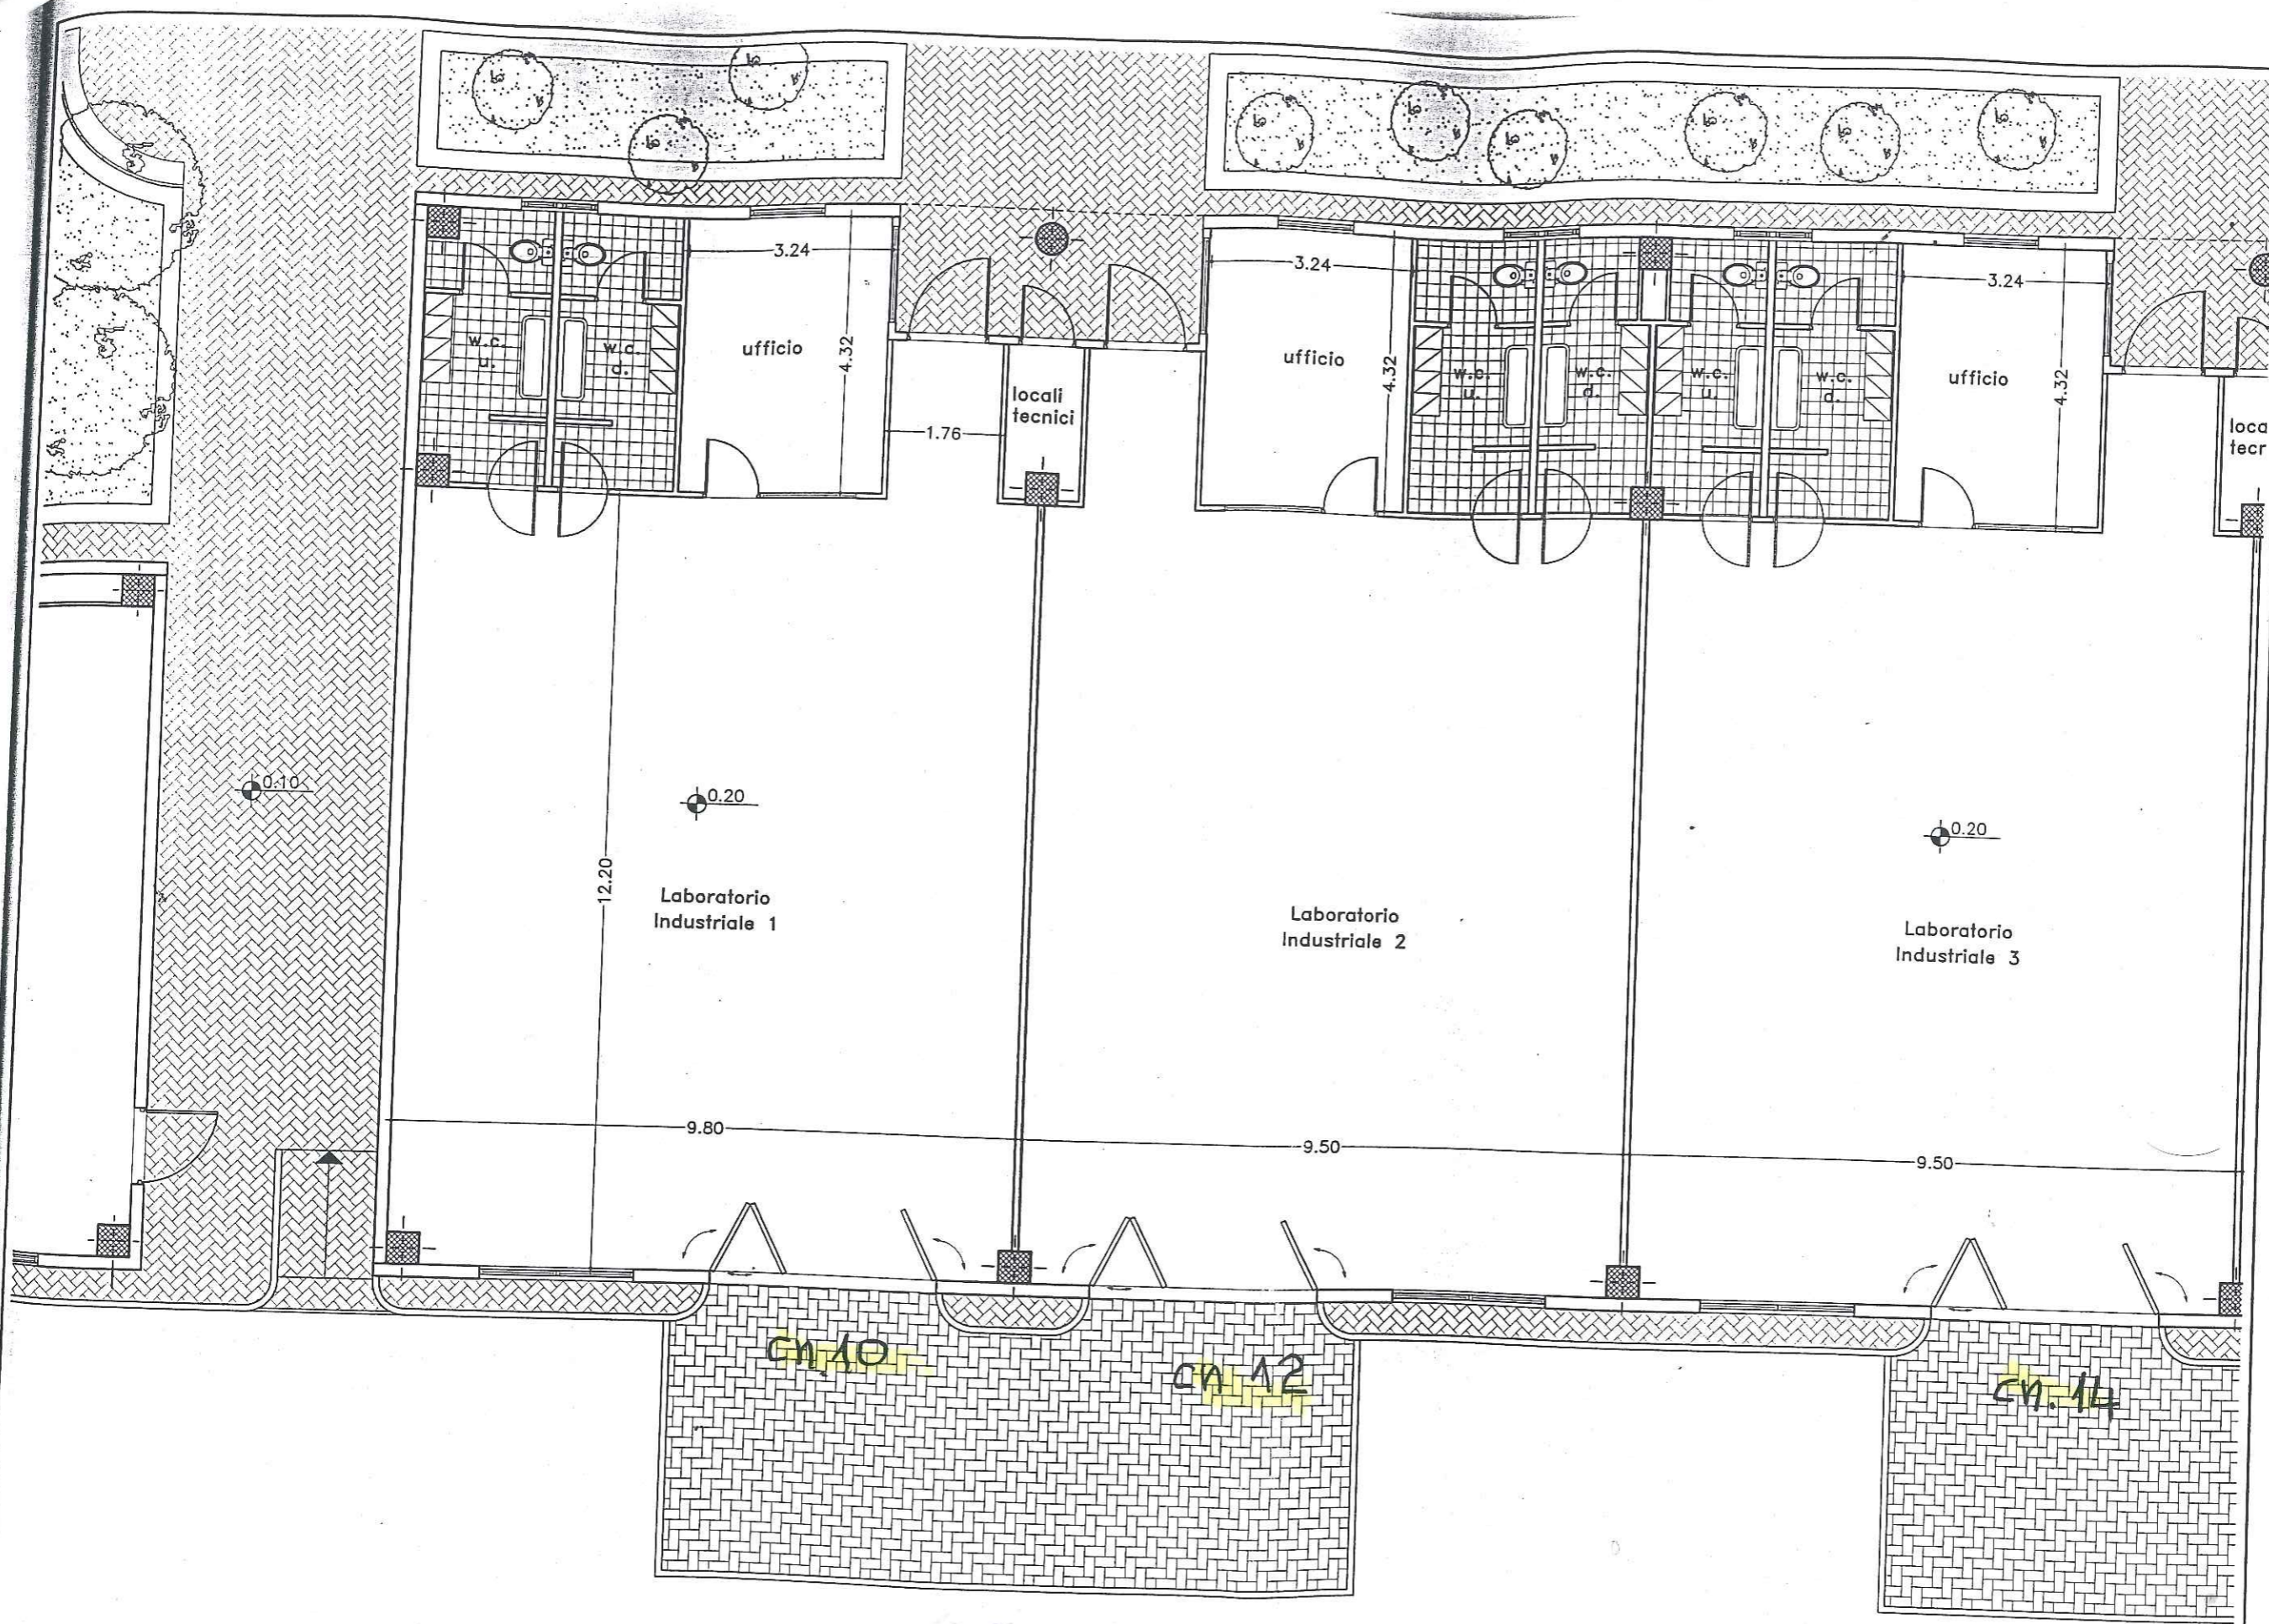 3.24
3.24
3.24
ufficio
4.32
w.c.
u.
w.c.
d.
ufficio
4.32
w.c.
u.
w.c.
d.
w.c.
u.
w.c.
d.
ufficio
4.32
locali
tecnici
1.76
loca
tecr
0.10
0.20
0.20
12.20
Laboratorio
Industriale 1
Laboratorio
Industriale 2
Laboratorio
Industriale 3
9.80
9.50
9.50
cn 10
cn 12
cn. 14